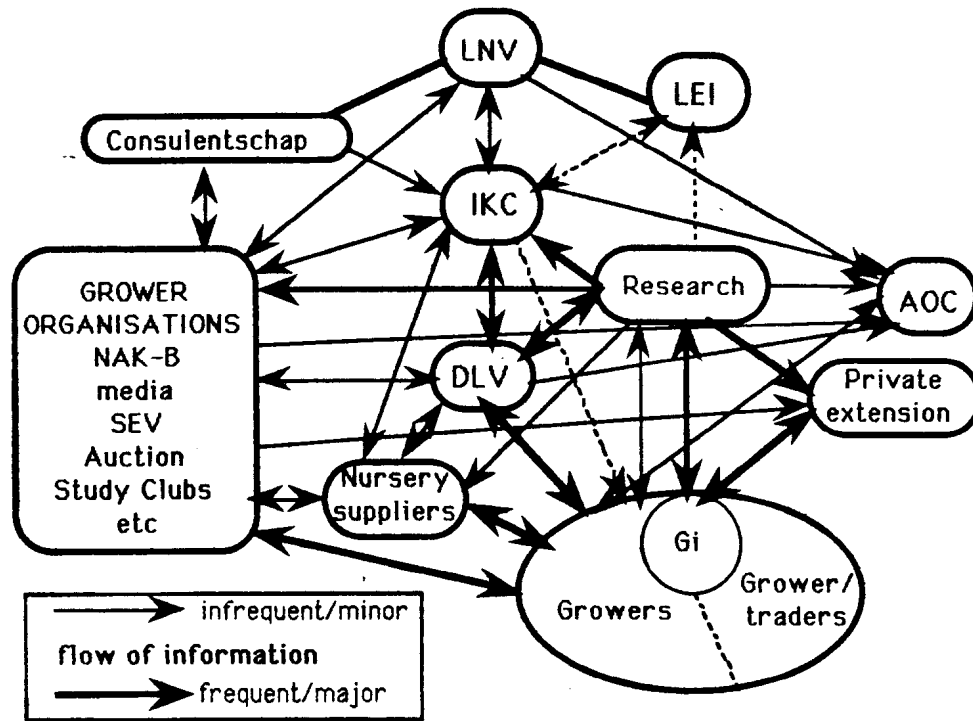 LNV
LEI
Consulentschap
IKC
Research
AOC
GROWER
ORGANISATIONS
NAK-B
media
SEV
Auction
Study Clubs
etc
DLV
Private
extension
Nursery
suppliers
Gi
Growers
Grower/
traders
infrequent/minor
flow of information
frequent/major